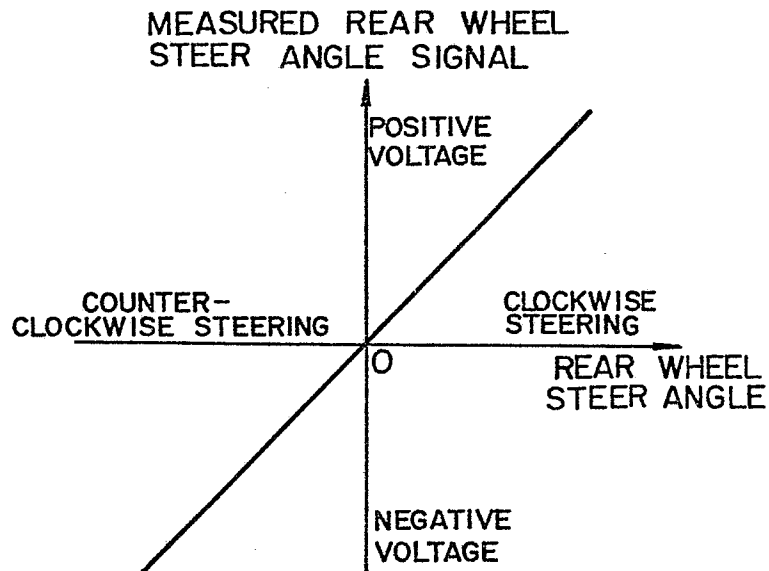 MEASURED REAR WHEEL
STEER ANGLE SIGNAL
POSITIVE
VOLTAGE
COUNTER-
CLOCKWISE STEERING
CLOCKWISE
STEERING
O
REAR WHEEL
STEER ANGLE
NEGATIVE
VOLTAGE